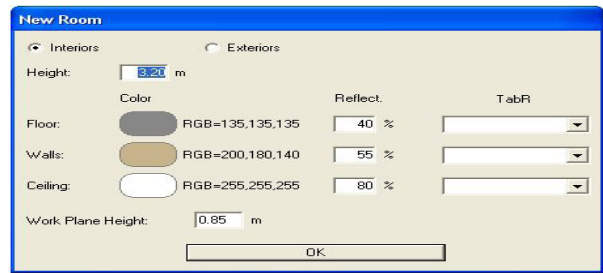 New Room
Interiors Exteriors
Height: 3.20 m
Color Reflect. TabR
Floor: RGB=135,135,135 40 %
Walls: RGB=200,180,140 55 %
Ceiling: RGB=255,255,255 80 %
Work Plane Height: 0.85 m
OK